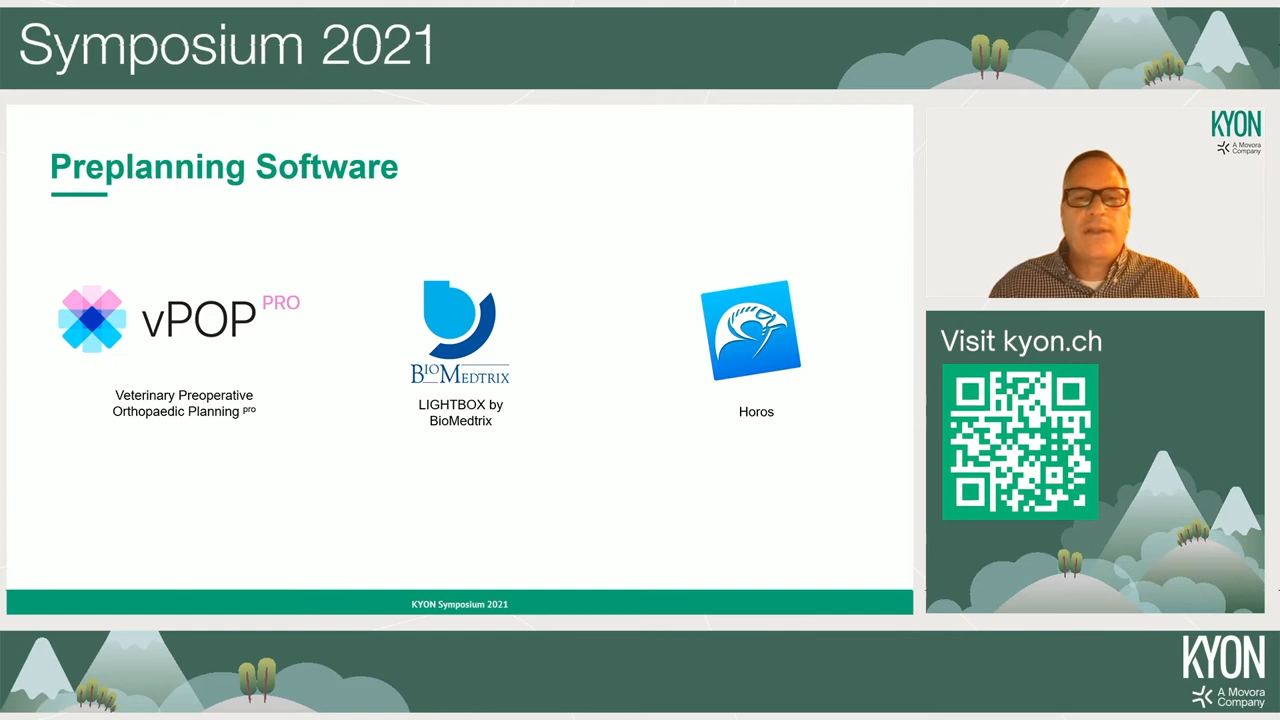 Symposium 2021
Preplanning Software
vPOP PRO
Veterinary Preoperative
Orthopaedic Planning pro
BIOMEDTRIX
LIGHTBOX by
BioMedtrix
Horos
KYON Symposium 2021
KYON
A Movora
Company
Visit kyon.ch
KYON
A Movora
Company